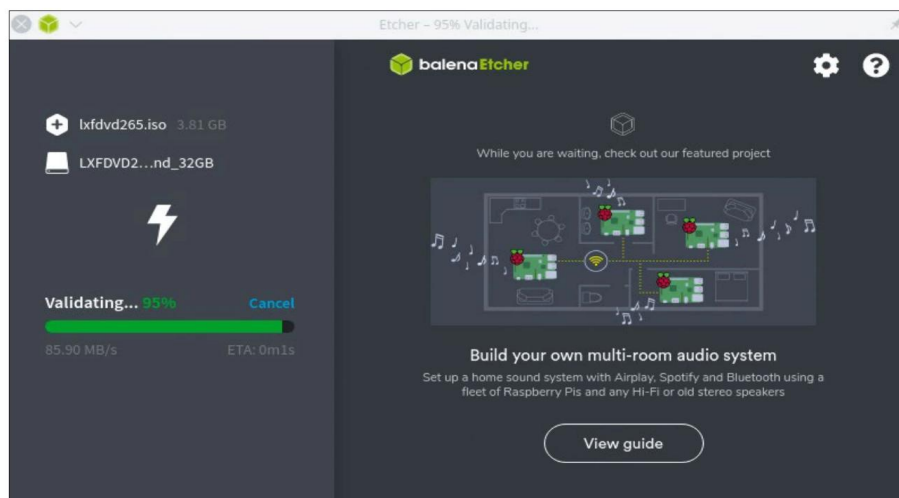 Etcher – 95% Validating...
balenaEtcher
lxfdvd265.iso 3.81 GB
LXFDVD2...nd_32GB
While you are waiting, check out our featured project
Validating... 95% Cancel
85.90 MB/s ETA: 0m1s
Build your own multi-room audio system
Set up a home sound system with Airplay, Spotify and Bluetooth using a
fleet of Raspberry Pis and any Hi-Fi or old stereo speakers
View guide